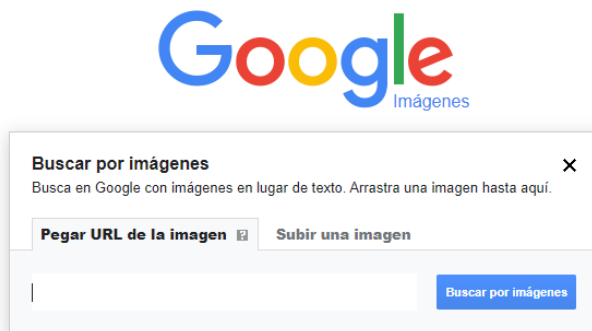 Google
Imágenes
Buscar por imágenes
Busca en Google con imágenes en lugar de texto. Arrastra una imagen hasta aquí.
Pegar URL de la imagen ?
Subir una imagen
Buscar por imágenes